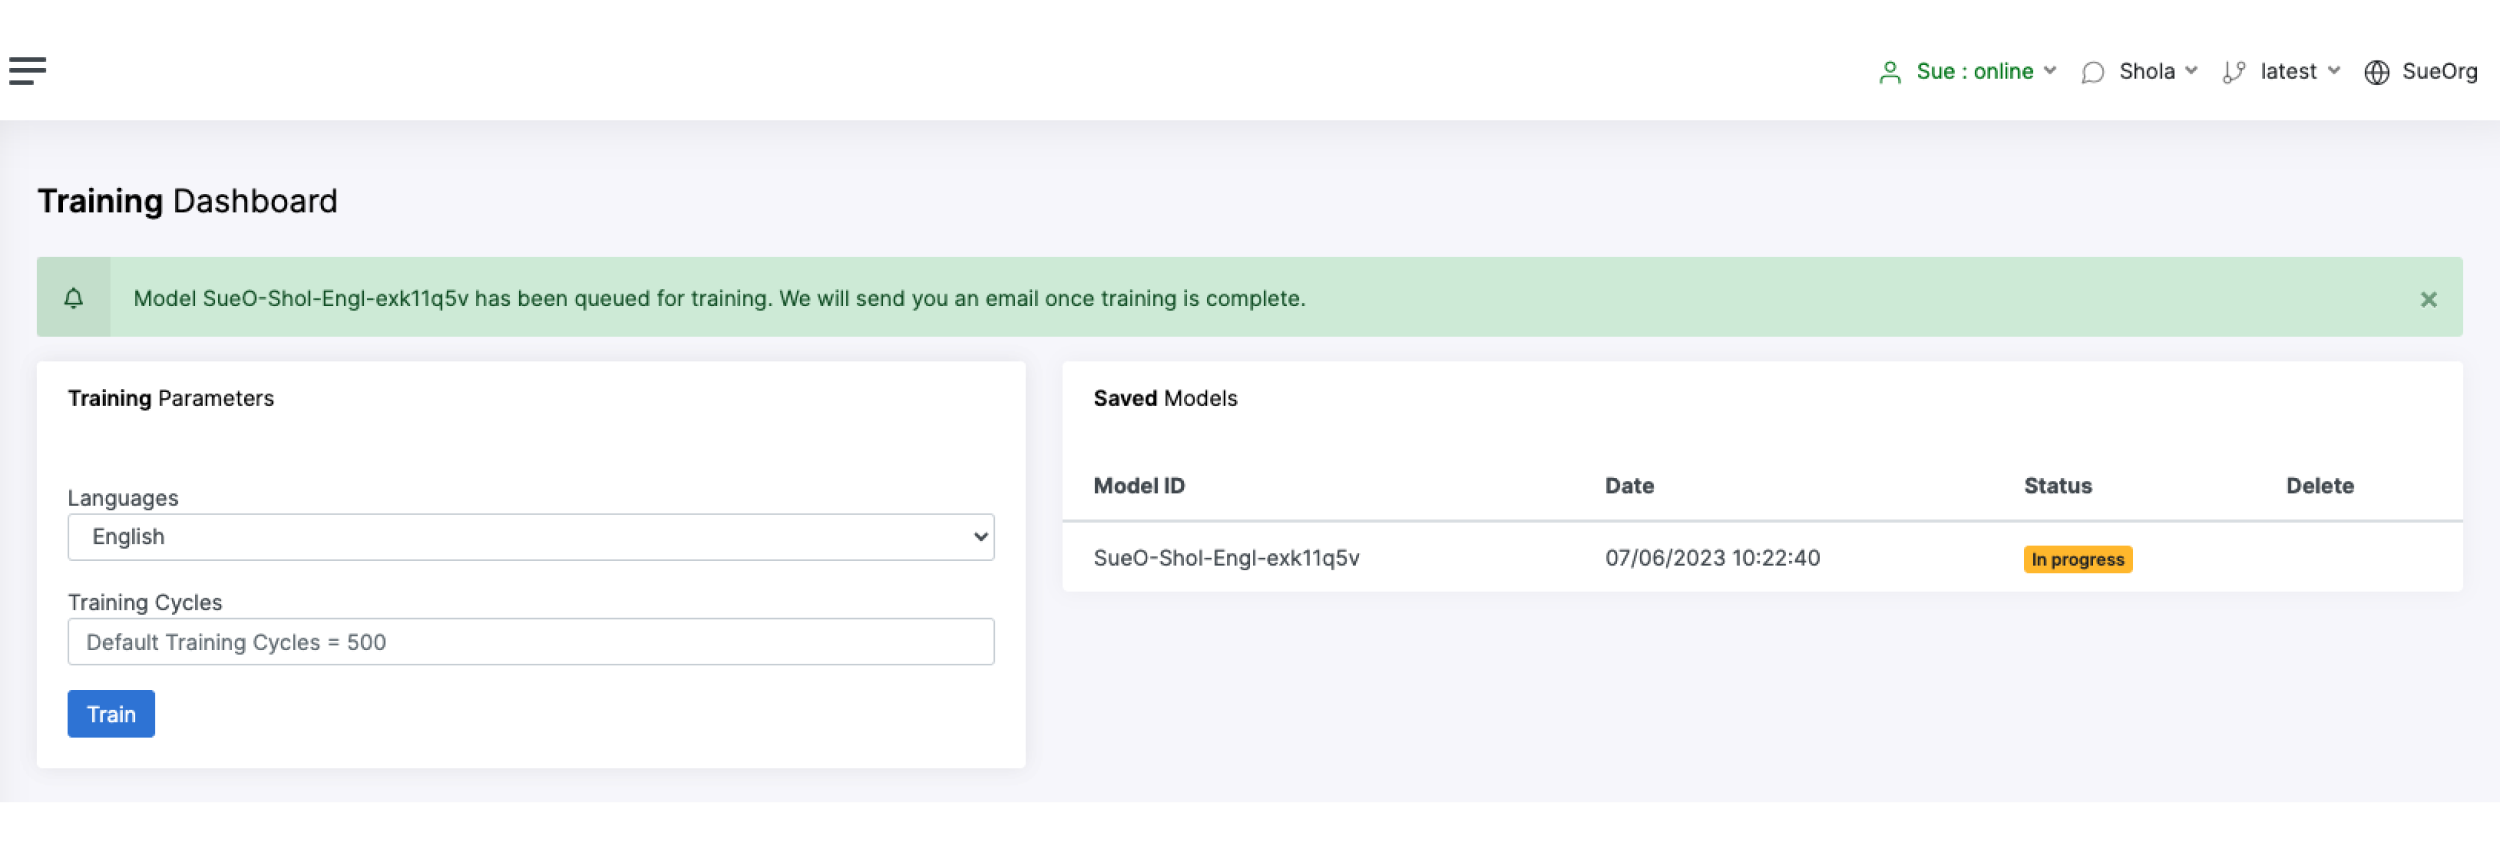 Sue : online Shola latest SueOrg
Training Dashboard
Model SueO-Shol-Engl-exk11q5v has been queued for training. We will send you an email once training is complete.
Training Parameters
Languages
English
Training Cycles
Default Training Cycles = 500
Train
Saved Models
Model ID Date Status Delete
SueO-Shol-Engl-exk11q5v 07/06/2023 10:22:40 In progress